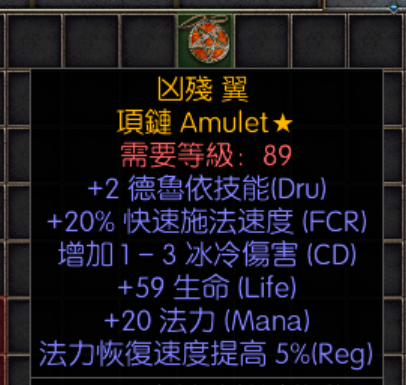 凶殘 翼
項鏈 Amulet★
需要等級: 89
+2 德魯依技能(Dru)
+20% 快速施法速度 (FCR)
增加 1 – 3 冰冷傷害 (CD)
+59 生命 (Life)
+20 法力 (Mana)
法力恢復速度提高 5%(Reg)